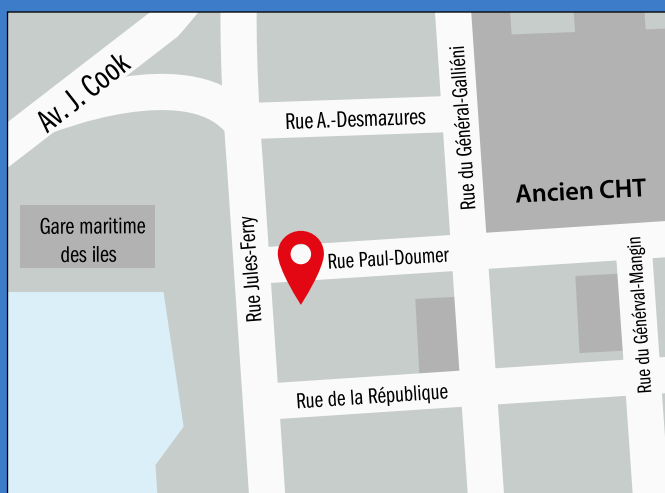 Av. J. Cook
Rue A.-Desmazures
Rue du Général-Galliéni
Ancien CHT
Gare maritime
des iles
Rue Jules-Ferry
Rue Paul-Doumer
Rue du Générval-Mangin
Rue de la République